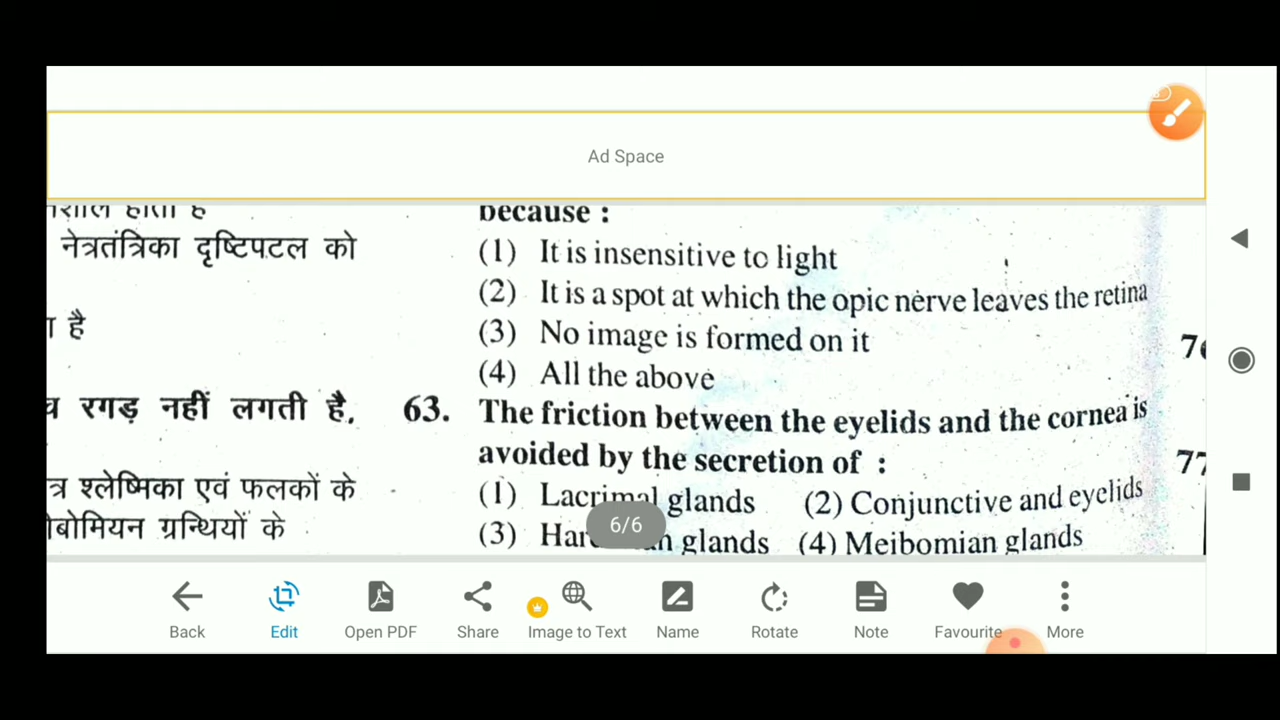 Ad Space
because :
(1) It is insensitive to light
नेत्रतंत्रिका दृष्टिपटल को
(2) It is a spot at which the opic nerve leaves the retina
है
(3) No image is formed on it
(4) All the above
रगड़ नहीं लगती है. 63. The friction between the eyelids and the cornea is
avoided by the secretion of :
77
श्लेष्मिका एवं फलकों के
(1) Lacrimal glands (2) Conjunctive and eyelids
ग्रन्थियों के
(3) glands (4) Meibomian glands
6/6
Back Edit Open PDF Share Image to Text Name Rotate Note Favourite More